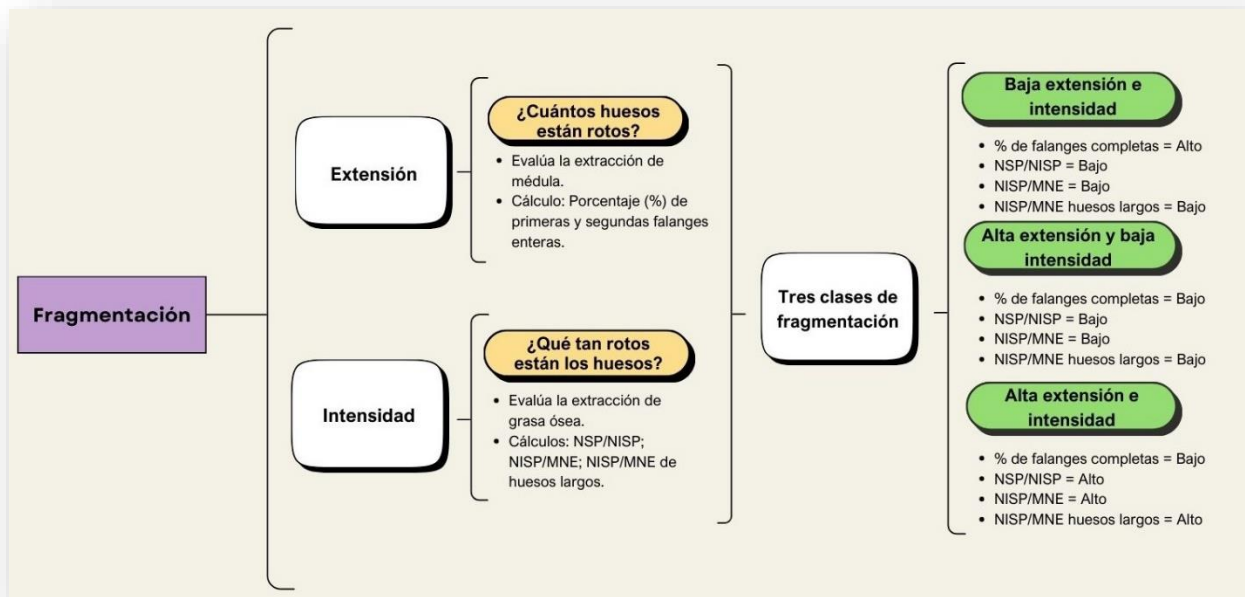 Fragmentación
Extensión
¿Cuántos huesos
están rotos?
• Evalúa la extracción de
médula.
• Cálculo: Porcentaje (%) de
primeras y segundas falanges
enteras.
Intensidad
¿Qué tan rotos
están los huesos?
• Evalúa la extracción de
grasa ósea.
• Cálculos: NSP/NISP;
NISP/MNE; NISP/MNE de
huesos largos.
Tres clases de
fragmentación
Baja extensión e
intensidad
• % de falanges completas = Alto
• NSP/NISP = Bajo
• NISP/MNE = Bajo
• NISP/MNE huesos largos = Bajo
Alta extensión y baja
intensidad
• % de falanges completas = Bajo
• NSP/NISP = Bajo
• NISP/MNE = Bajo
• NISP/MNE huesos largos = Bajo
Alta extensión e
intensidad
• % de falanges completas = Bajo
• NSP/NISP = Alto
• NISP/MNE = Alto
• NISP/MNE huesos largos = Alto